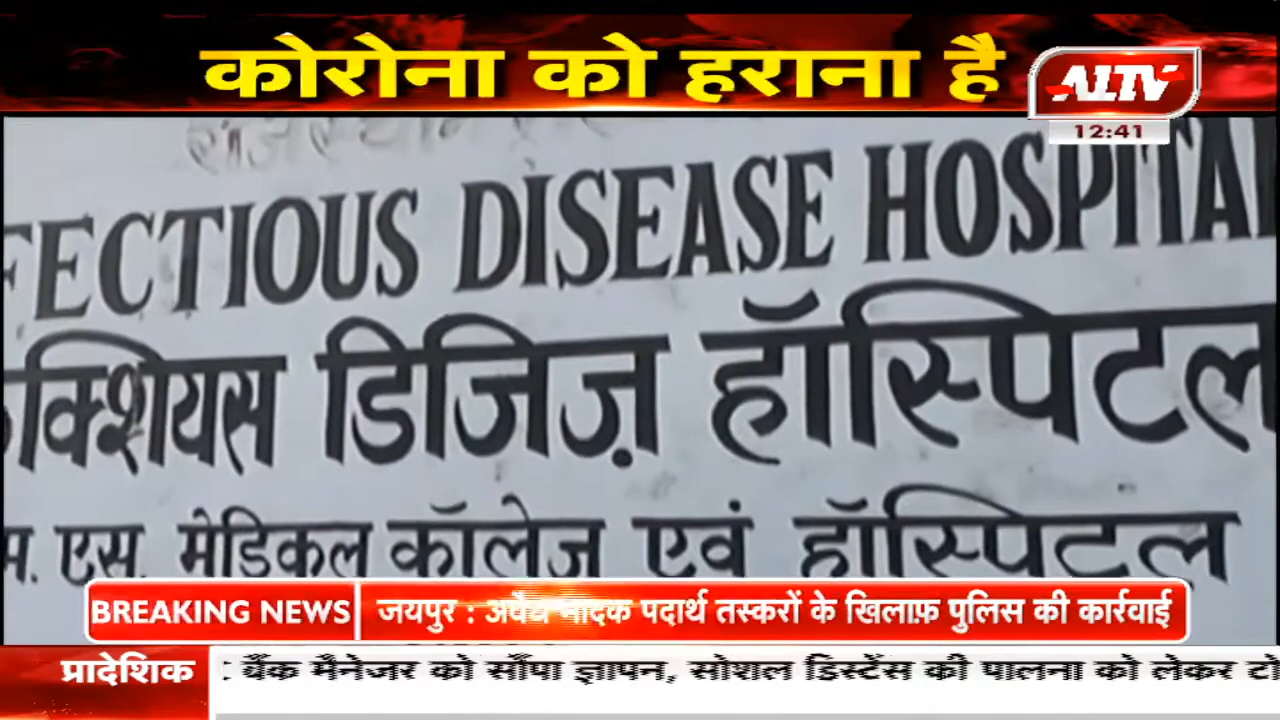 कोरोना को हराना है
ALTV
12:41
FECTIOUS DISEASE HOSPITAL
क्शियस डिजिज़ हॉस्पिटल
एस. मेडिकल कॉलेज एवं हॉस्पिटल
BREAKING NEWS
जयपुर : अवैध मादक पदार्थ तस्करों के खिलाफ़ पुलिस की कार्रवाई
प्रादेशिक
: बैंक मैनेजर को सौंपा ज्ञापन, सोशल डिस्टेंस की पालना को लेकर